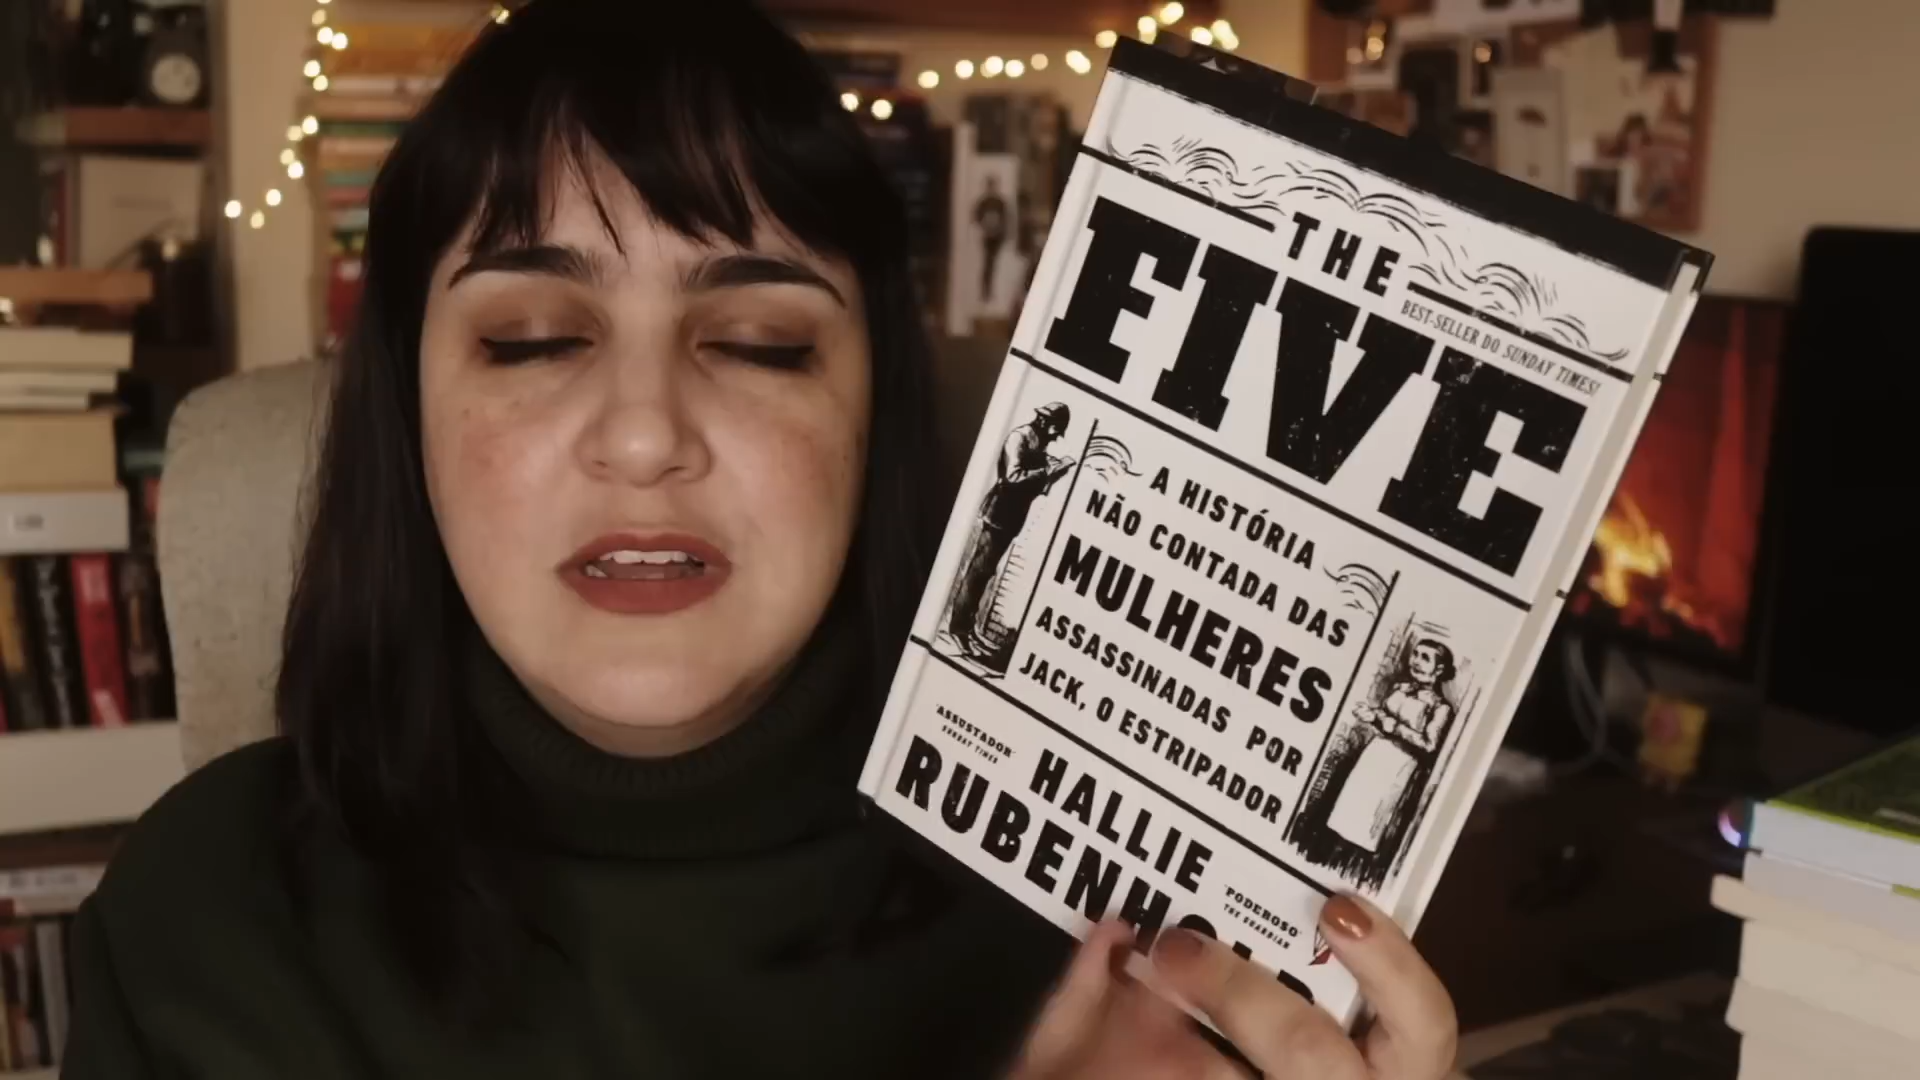 THE
FIVE
BEST-SELLER DO SUNDAY TIMES!
A HISTÓRIA
NÃO CONTADA DAS
MULHERES
ASSASSINADAS POR
JACK, O ESTRIPADOR
"ASSUSTADOR"
SUNDAY TIMES
HALLIE
"PODEROSO"
THE GUARDIAN